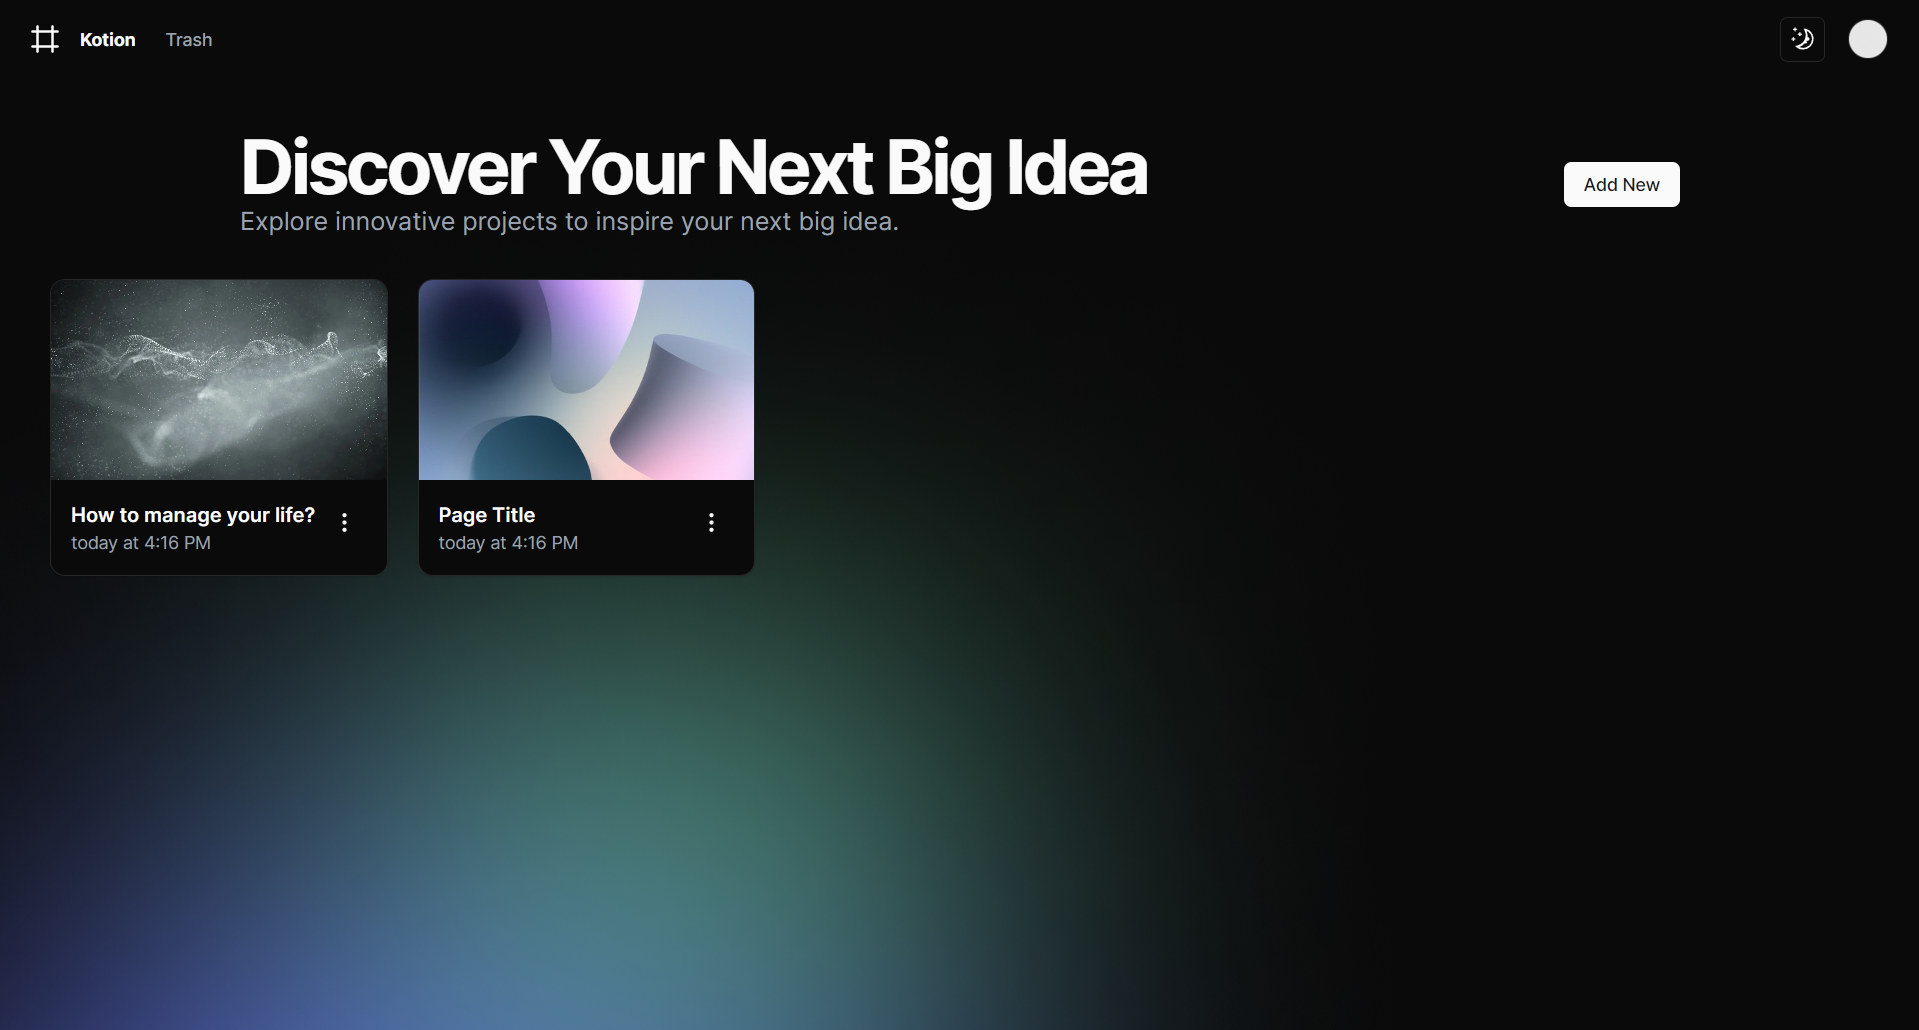 Kotion Trash
Discover Your Next Big Idea
Explore innovative projects to inspire your next big idea.
Add New
How to manage your life?
today at 4:16 PM
Page Title
today at 4:16 PM